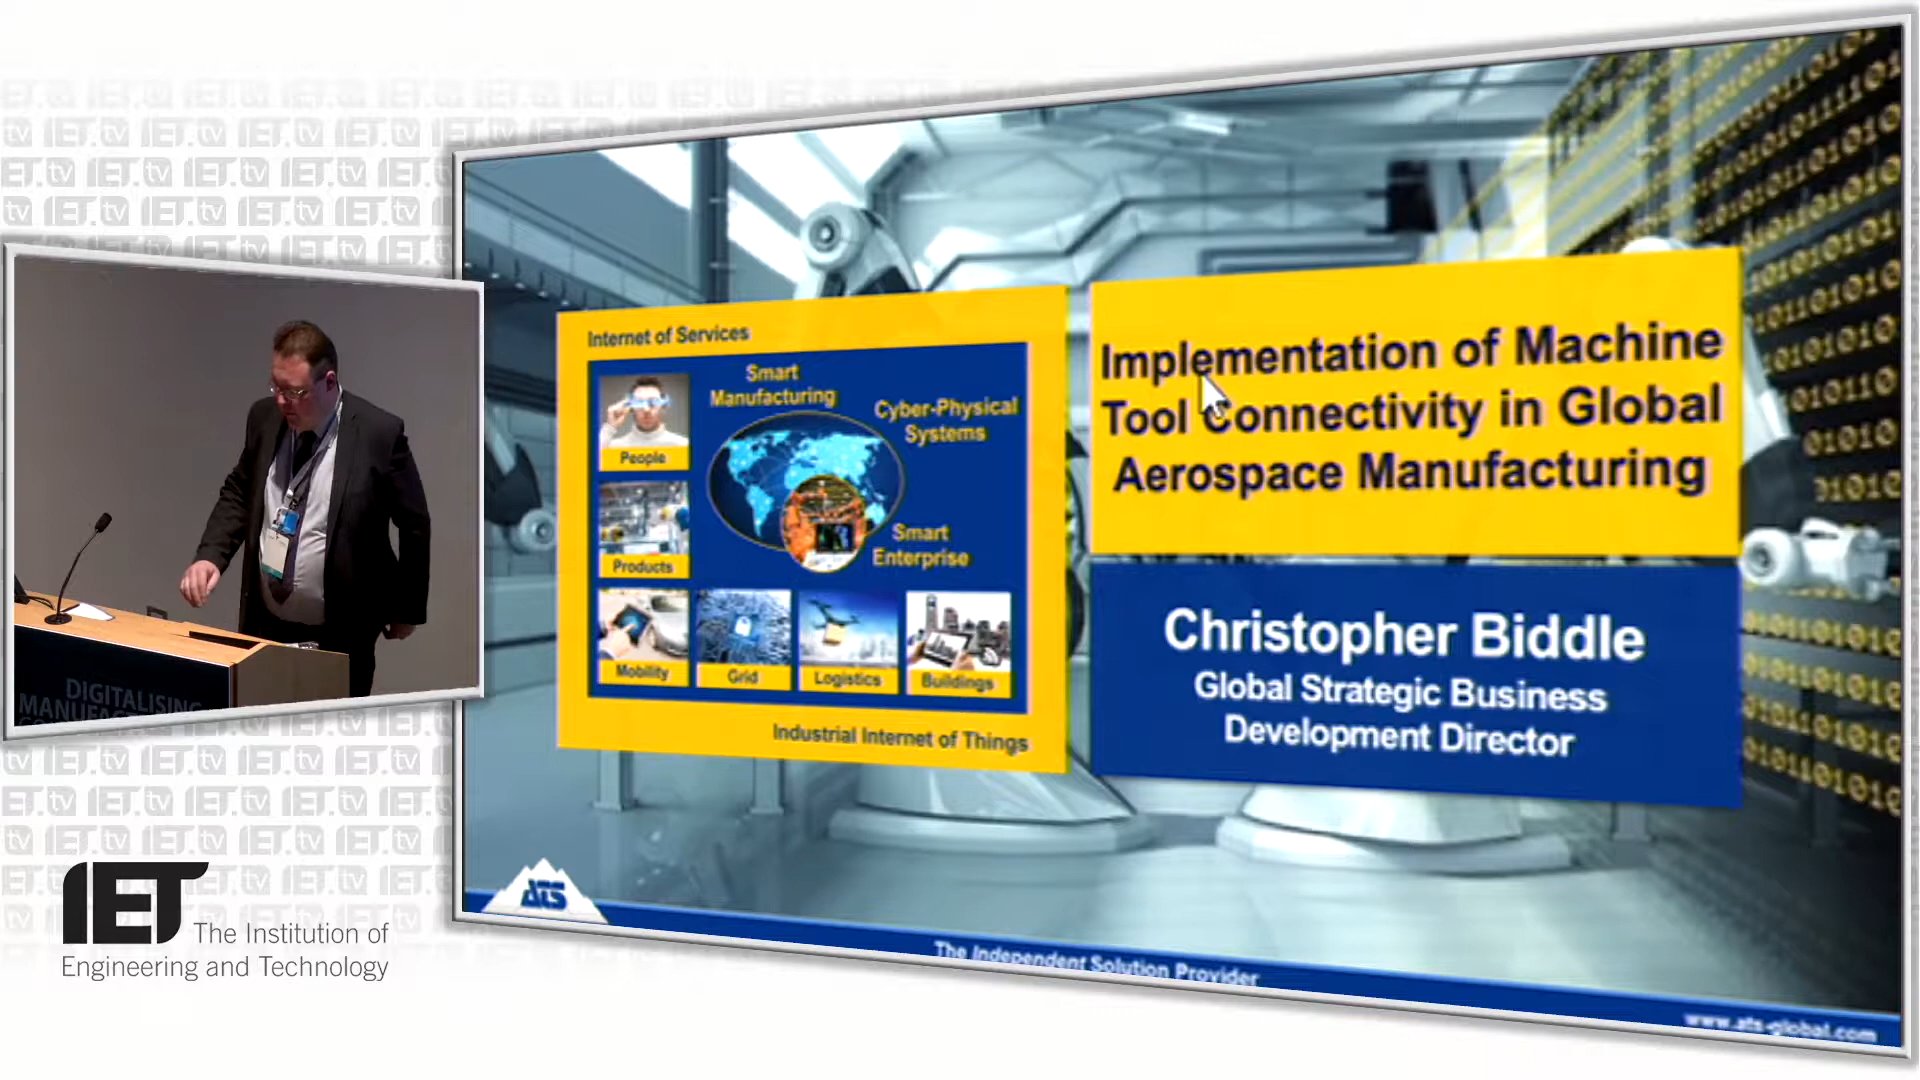 Internet of Services
Smart
Manufacturing
Cyber-Physical
Systems
People
Smart
Enterprise
Products
Mobility
Grid
Logistics
Buildings
Industrial Internet of Things
Implementation of Machine
Tool Connectivity in Global
Aerospace Manufacturing
Christopher Biddle
Global Strategic Business
Development Director
ATS
The Independent Solution Provider
www.ats-global.com
DIGITALISING
IET The Institution of
Engineering and Technology